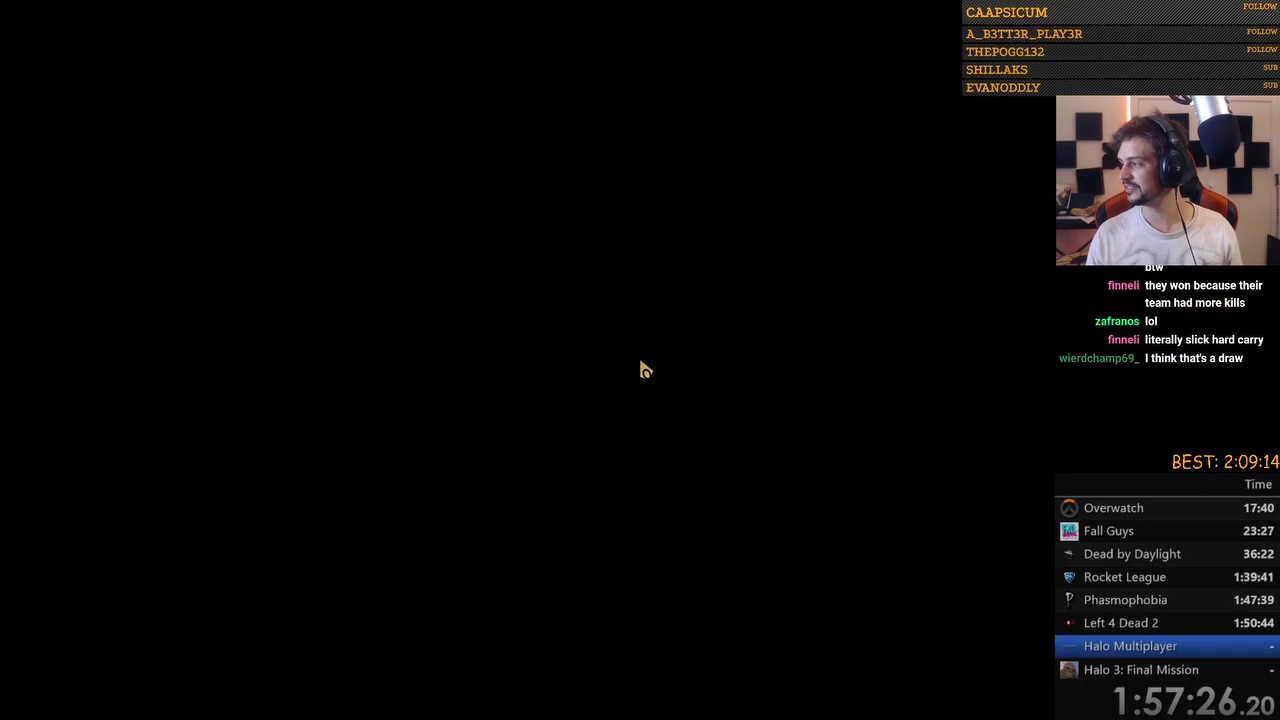 CAAPSICUM FOLLOW
A_B3TT3R_PLAY3R FOLLOW
THEPOGG132 FOLLOW
SHILLAKS SUB
EVANODDLY SUB
btw
finneli they won because their
team had more kills
zafranos lol
finneli literally slick hard carry
wierdchamp69_ I think that's a draw
BEST: 2:09:14
Time
Overwatch 17:40
Fall Guys 23:27
Dead by Daylight 36:22
Rocket League 1:39:41
Phasmophobia 1:47:39
Left 4 Dead 2 1:50:44
Halo Multiplayer -
Halo 3: Final Mission -
1:57:26.20